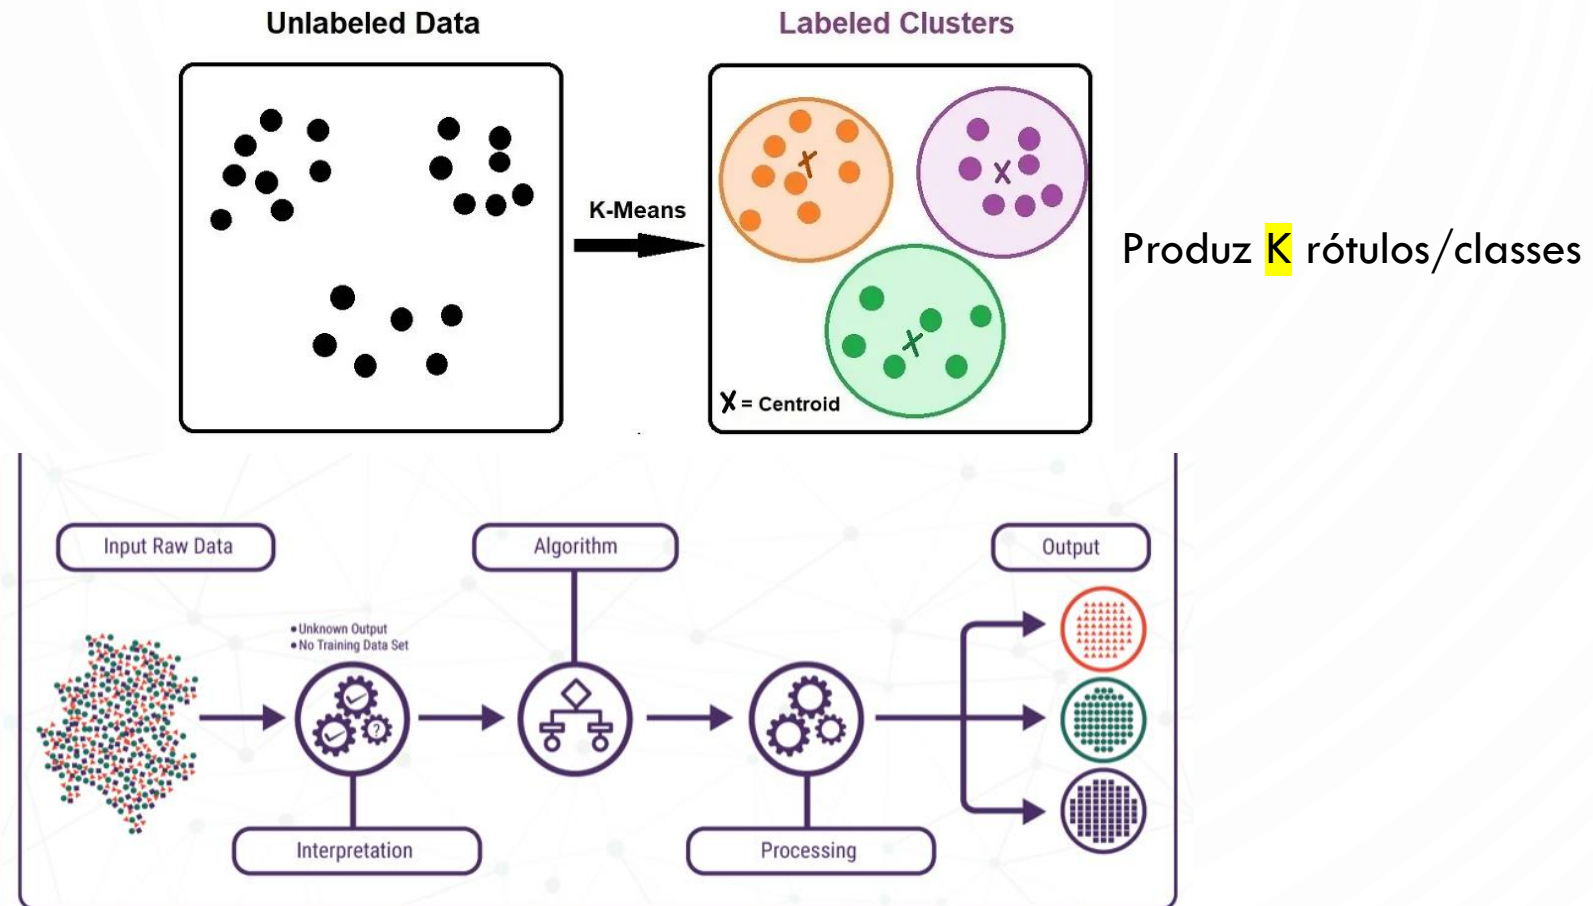 Unlabeled Data
Labeled Clusters
K-Means
X = Centroid
Produz K rótulos/classes
Input Raw Data
Algorithm
Output
•Unknown Output
•No Training Data Set
?
Interpretation
Processing